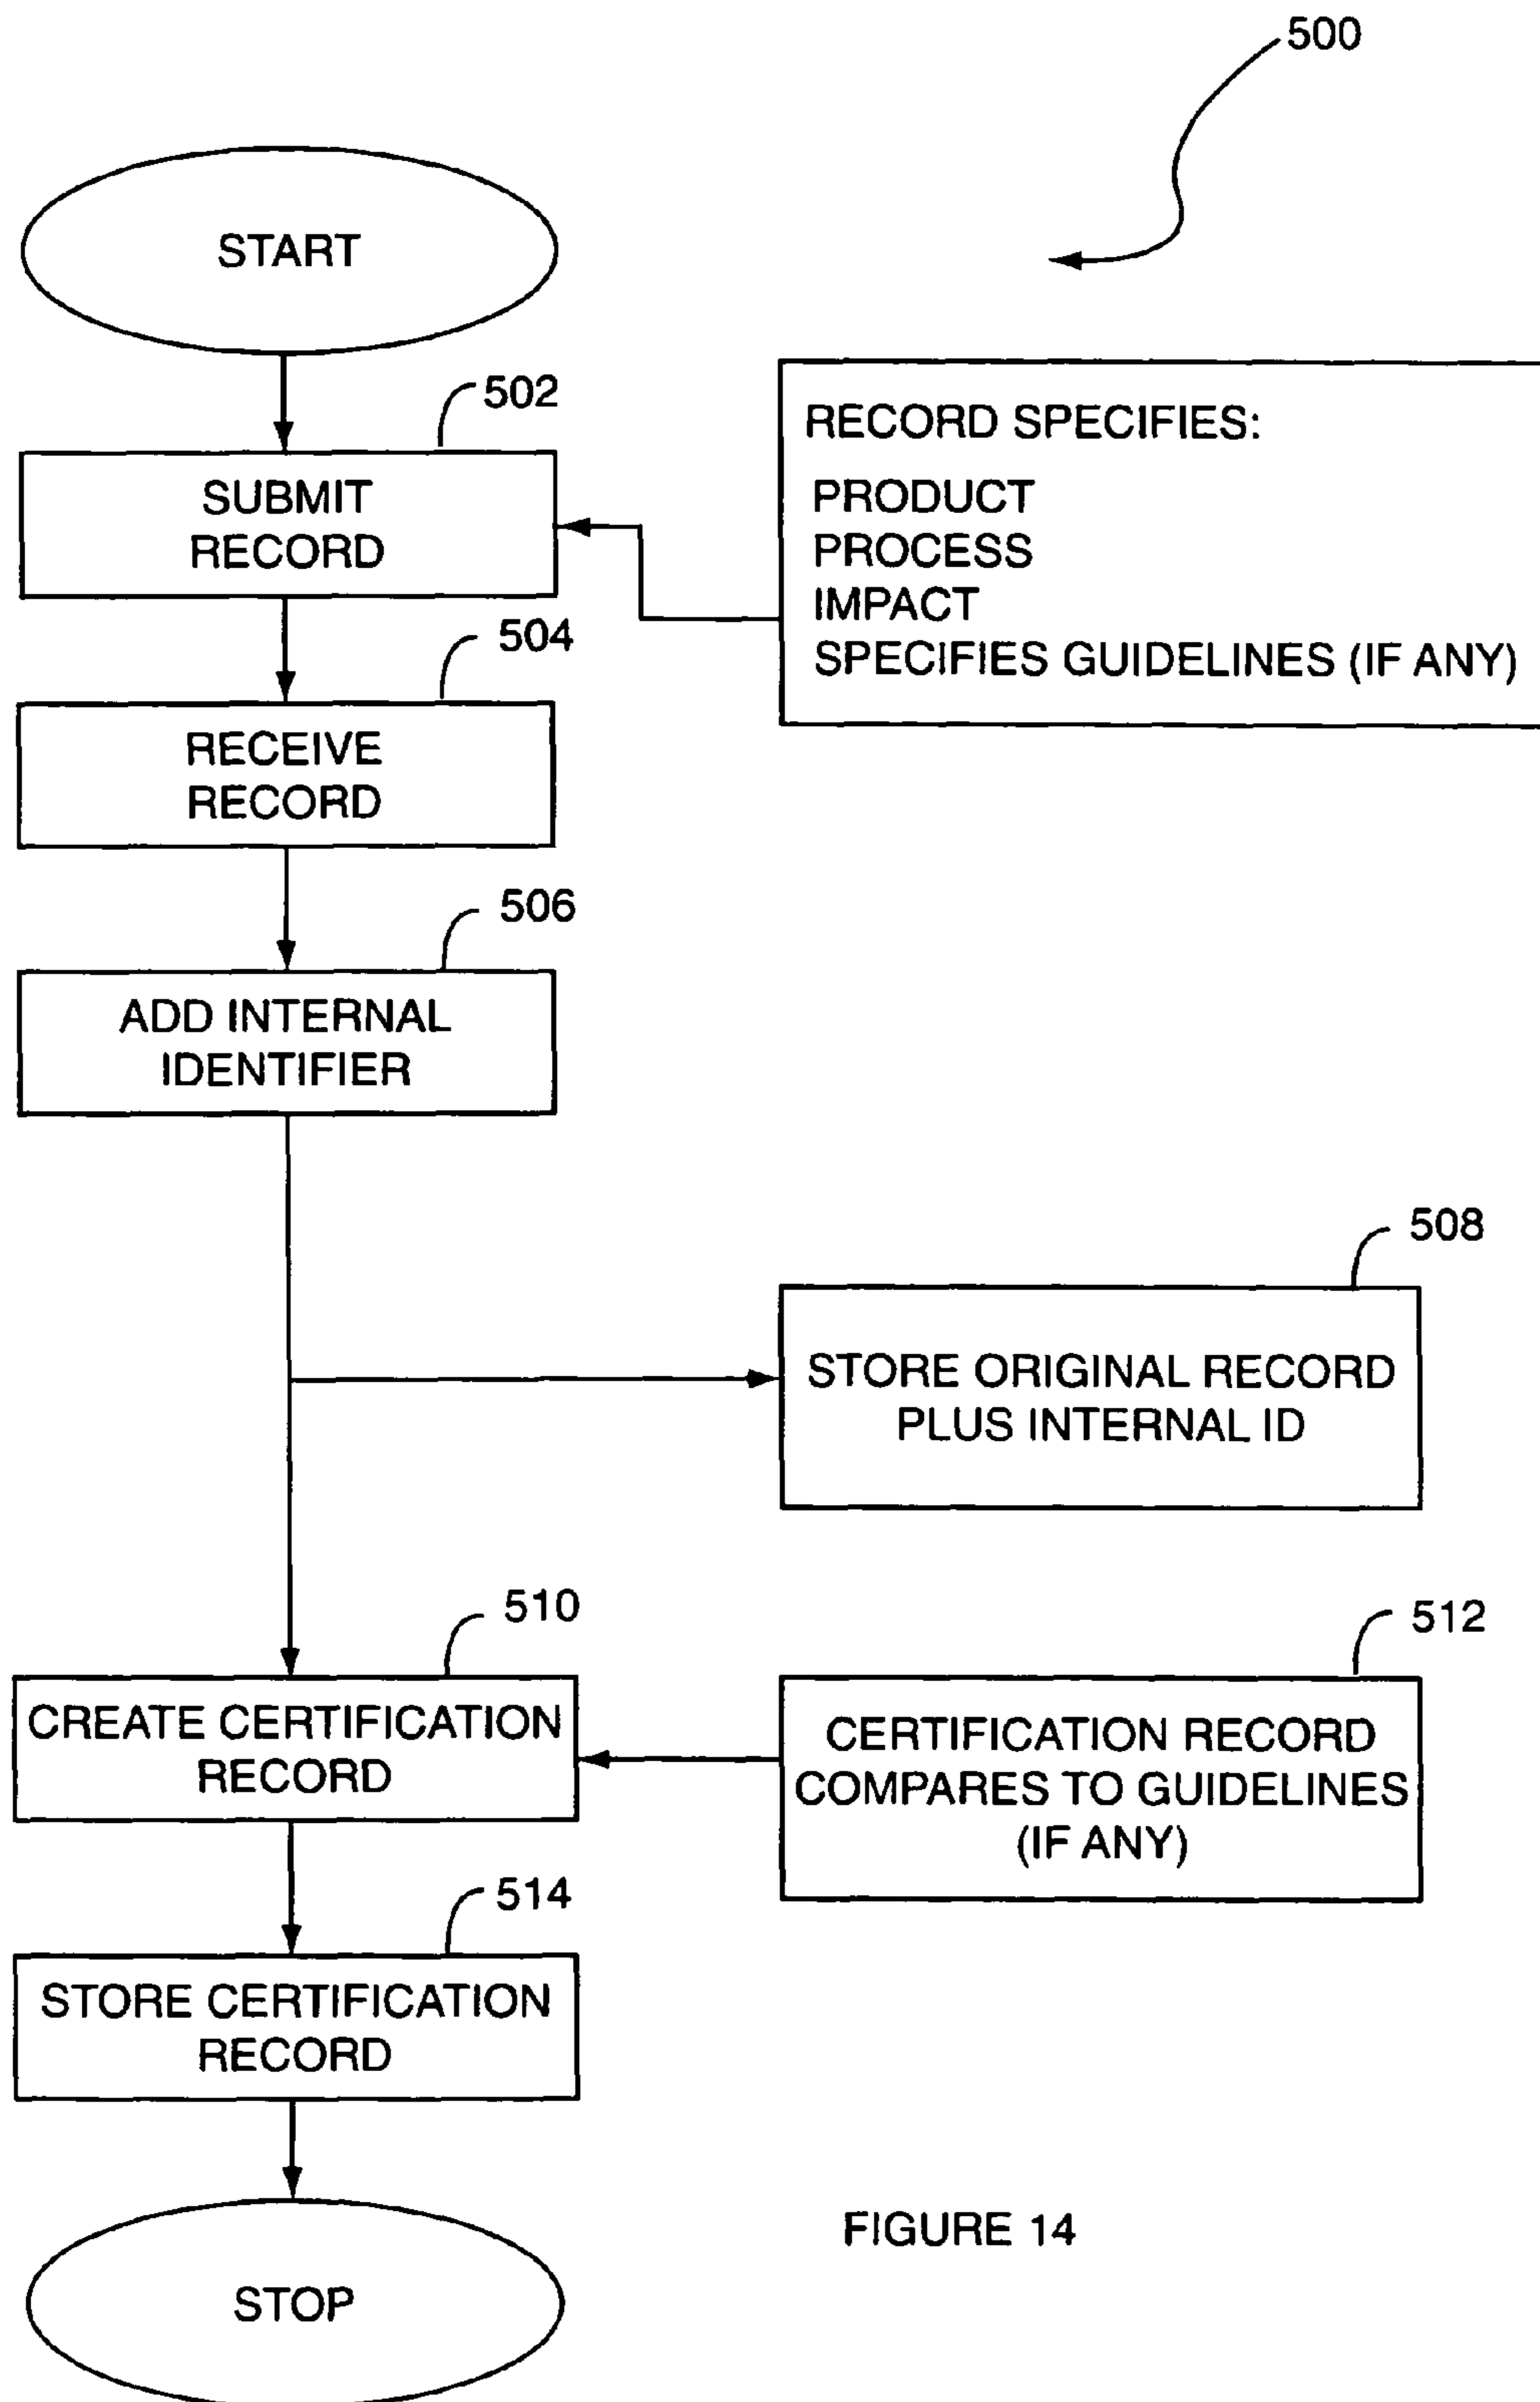 500
START
502
SUBMIT
RECORD
RECORD SPECIFIES:
PRODUCT
PROCESS
IMPACT
SPECIFIES GUIDELINES (IF ANY)
504
RECEIVE
RECORD
506
ADD INTERNAL
IDENTIFIER
508
STORE ORIGINAL RECORD
PLUS INTERNAL ID
510
CREATE CERTIFICATION
RECORD
512
CERTIFICATION RECORD
COMPARES TO GUIDELINES
(IF ANY)
514
STORE CERTIFICATION
RECORD
STOP
FIGURE 14